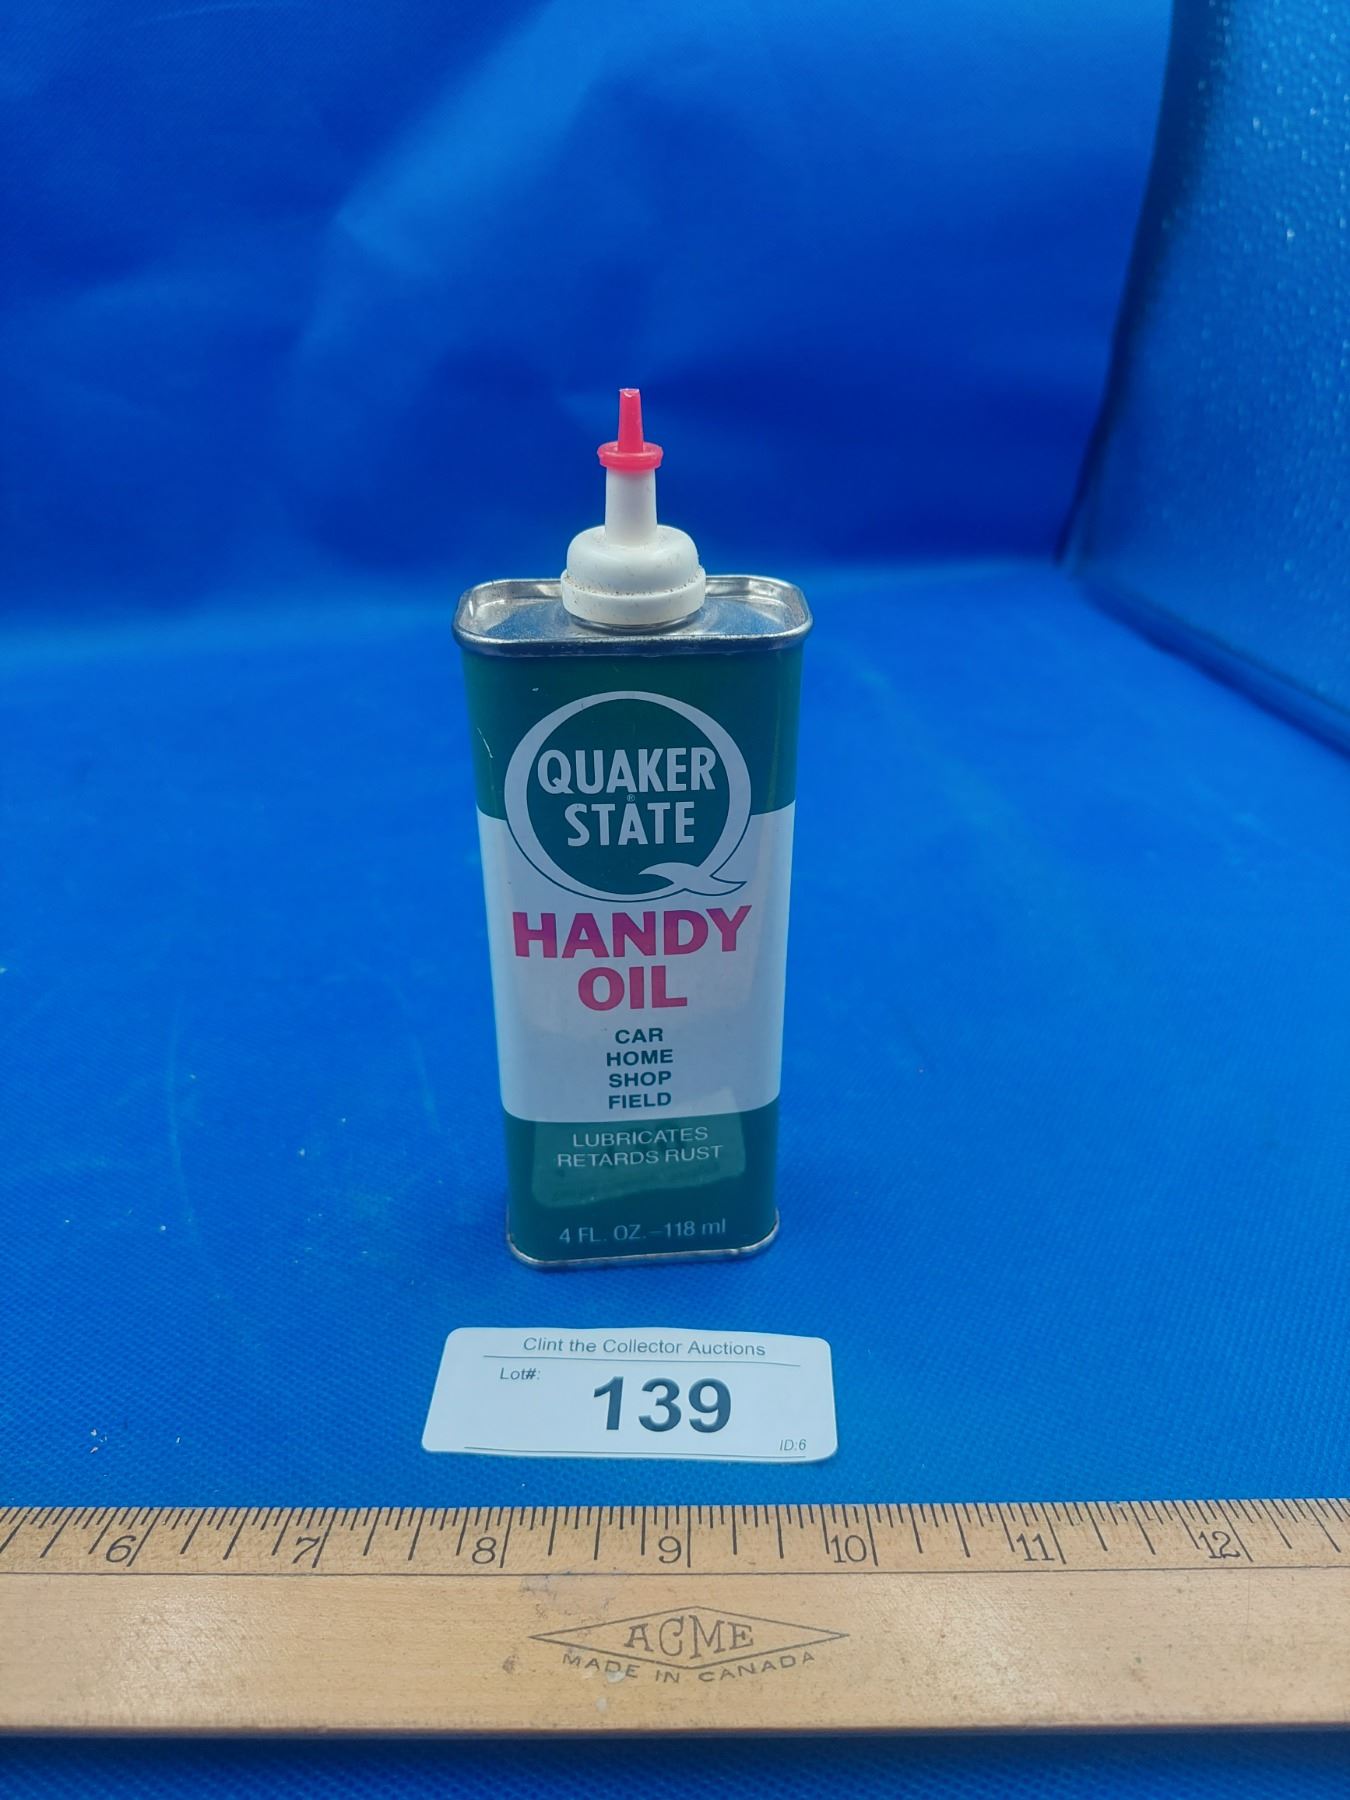 QUAKER
®
STATE
HANDY
OIL
CAR
HOME
SHOP
FIELD
LUBRICATES
RETARDS RUST
4 FL. OZ.–118 ml
Clint the Collector Auctions
Lot#:
139
ID:6
6 7 8 9 10 11 12
ACME
MADE IN CANADA